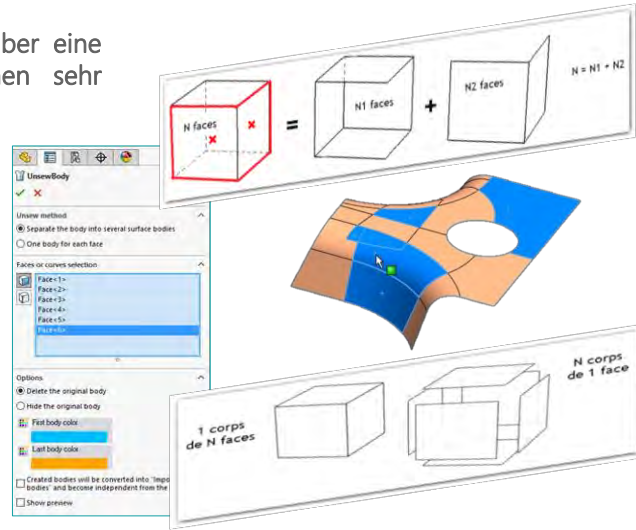 ber eine
en sehr
N faces
=
N1 faces
+
N2 faces
N = N1 + N2
UnsewBody
Unsew method
Separate the body into several surface bodies
One body for each face
Faces or curves selection
Face<1>
Face<2>
Face<3>
Face<4>
Face<5>
Face<6>
Options
Delete the original body
Hide the original body
First body color
Last body color
Created bodies will be converted into "Impo
bodies" and become independent from the
Show preview
1 corps
de N faces
N corps
de 1 face